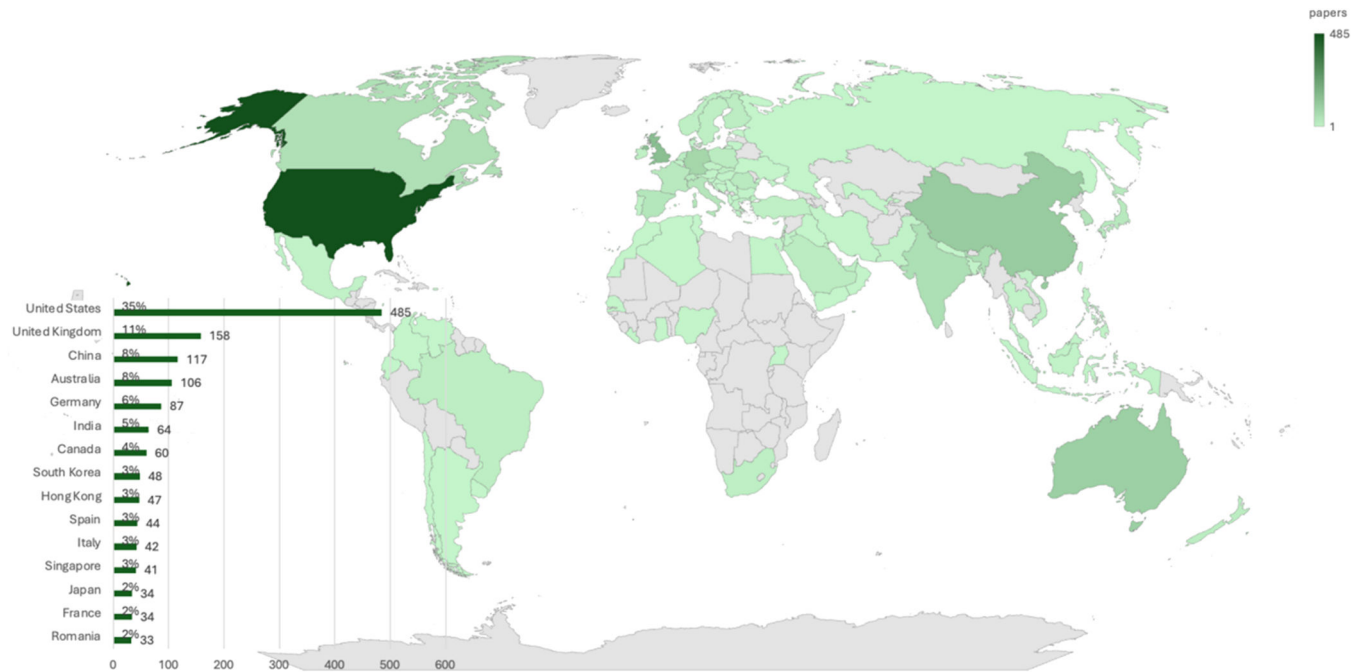 papers
485
1
United States 35% 485
United Kingdom 11% 158
China 8% 117
Australia 8% 106
Germany 6% 87
India 5% 64
Canada 4% 60
South Korea 3% 48
Hong Kong 3% 47
Spain 3% 44
Italy 3% 42
Singapore 3% 41
Japan 2% 34
France 2% 34
Romania 2% 33
0 100 200 300 400 500 600